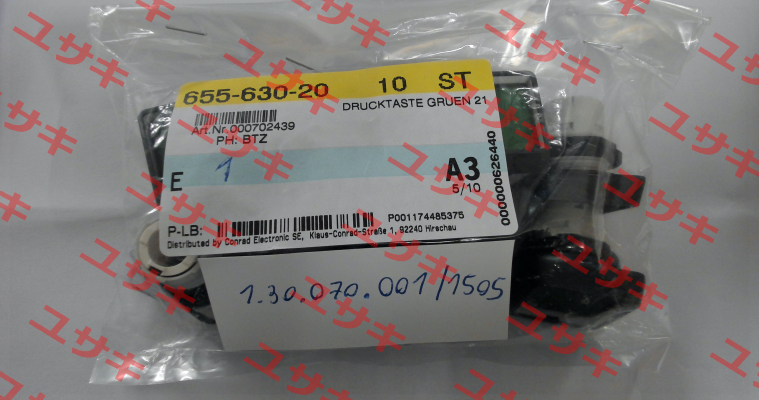 655-630-20 10 ST
DRUCKTASTE GRUEN 21
Art.Nr.000702439
PH: BTZ
E 1 A3
5/10
000000626440
P-LB: P001174485375
Distributed by Conrad Electronic SE, Klaus-Conrad-Straße 1, 92240 Hirschau
1.30.070.001/1505
ユサキ